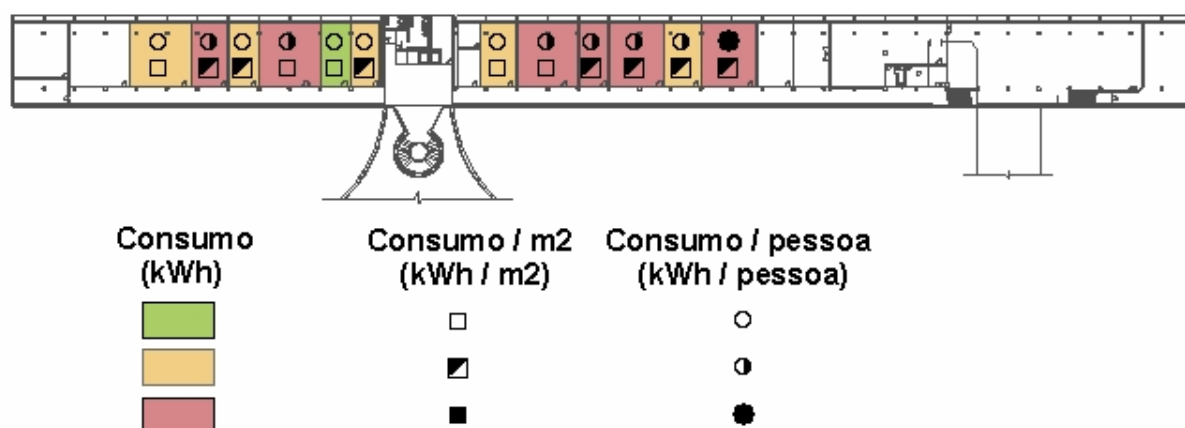 Consumo
(kWh)
Consumo / m2
(kWh / m2)
Consumo / pessoa
(kWh / pessoa)